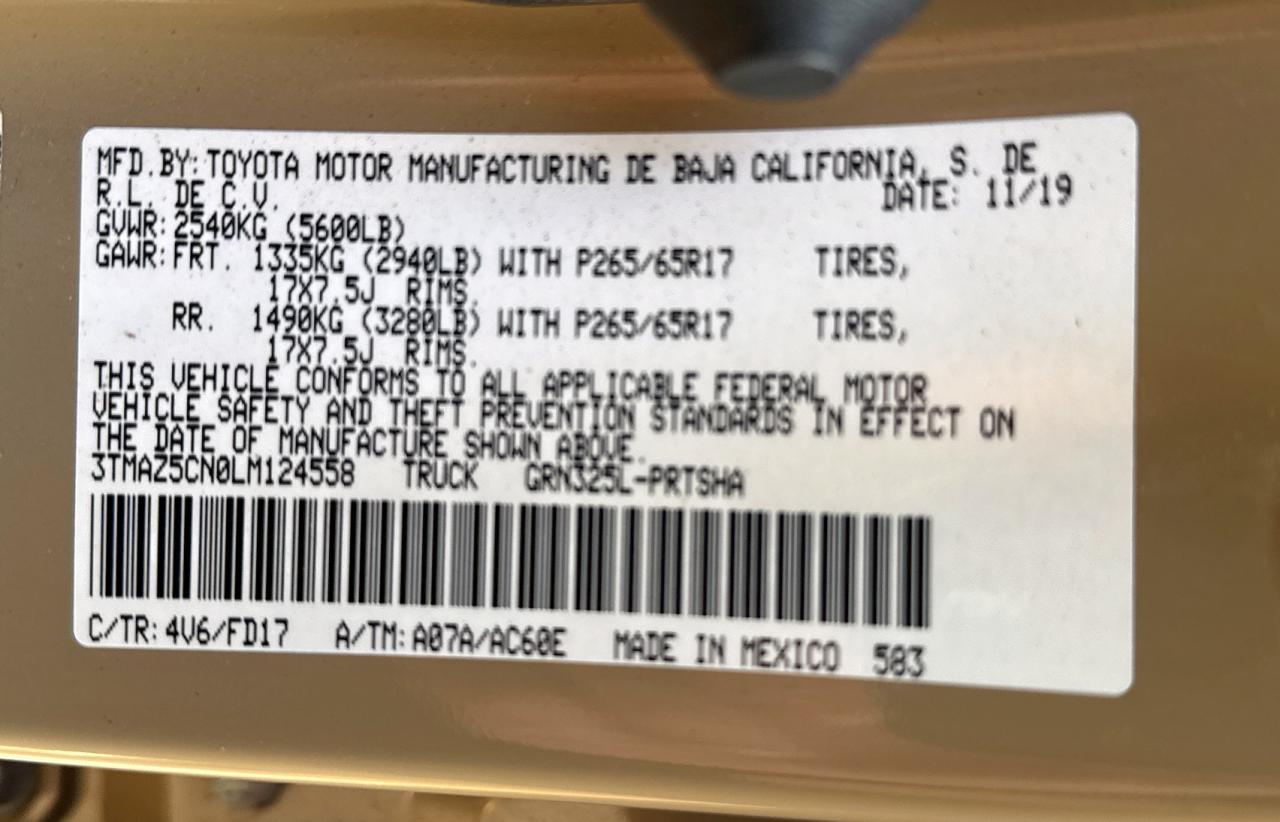 MFD.BY: TOYOTA MOTOR MANUFACTURING DE BAJA CALIFORNIA, S. DE
R.L. DE C.V. DATE: 11/19
GVWR: 2540KG (5600LB)
GAWR: FRT. 1335KG (2940LB) WITH P265/65R17 TIRES,
17X7.5J RIMS.
RR. 1490KG (3280LB) WITH P265/65R17 TIRES,
17X7.5J RIMS.
THIS VEHICLE CONFORMS TO ALL APPLICABLE FEDERAL MOTOR
VEHICLE SAFETY AND THEFT PREVENTION STANDARDS IN EFFECT ON
THE DATE OF MANUFACTURE SHOWN ABOVE.
3TMAZ5CN0LM124558 TRUCK GRN325L-PRTSHA
C/TR: 4V6/FD17 A/TM: A07A/AC60E MADE IN MEXICO 583